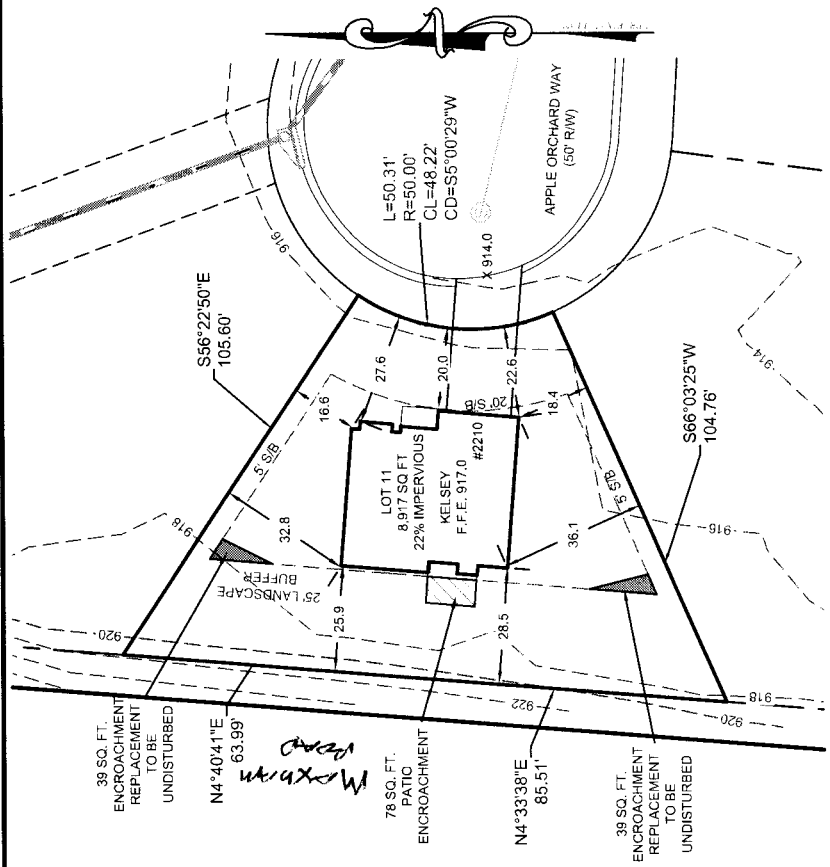 L=50.31'
R=50.00'
CL=48.22'
CD=S5°00'29"W
APPLE ORCHARD WAY
(50' R/W)
X 914.0
916
914
S56°22'50"E
105.60'
27.6
20.0
22.6
16.6
18.4
20' S/B
5' S/B
5' S/B
LOT 11
8,917 SQ FT
22% IMPERVIOUS
KELSEY
F.F.E. 917.0
#2210
S66°03'25"W
104.76'
918
916
32.8
36.1
25' LANDSCAPE
BUFFER
25.9
28.5
920
922
918
920
39 SQ. FT.
ENCROACHMENT
REPLACEMENT
TO BE
UNDISTURBED
N4°40'41"E
63.99'
78 SQ. FT.
PATIO
ENCROACHMENT
N4°33'38"E
85.51'
39 SQ. FT.
ENCROACHMENT
REPLACEMENT
TO BE
UNDISTURBED